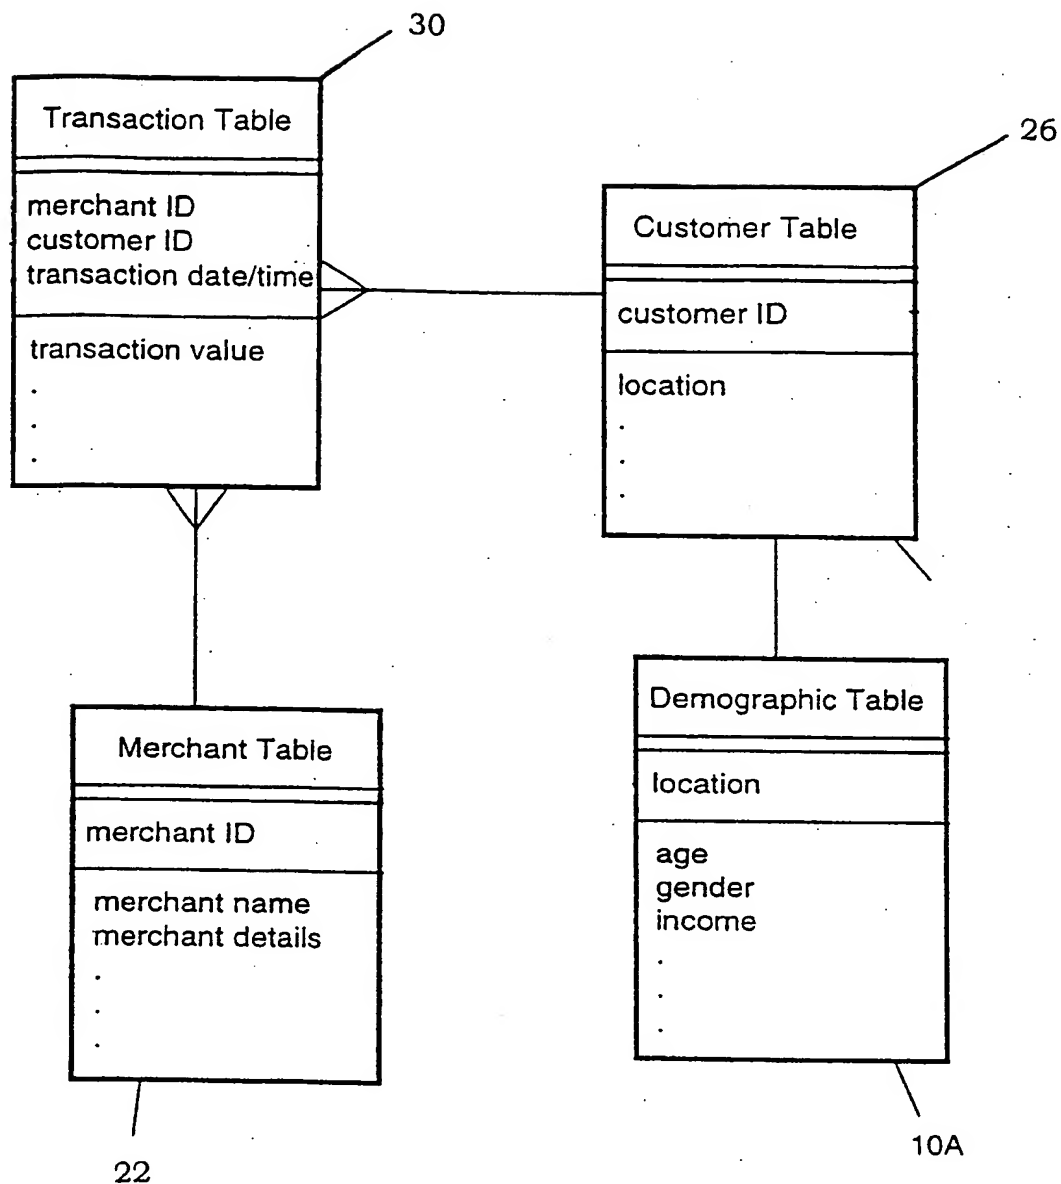 30
Transaction Table
merchant ID
customer ID
transaction date/time
transaction value
.
.
.
26
Customer Table
customer ID
location
.
.
.
Merchant Table
merchant ID
merchant name
merchant details
.
.
.
22
Demographic Table
location
age
gender
income
.
.
.
10A